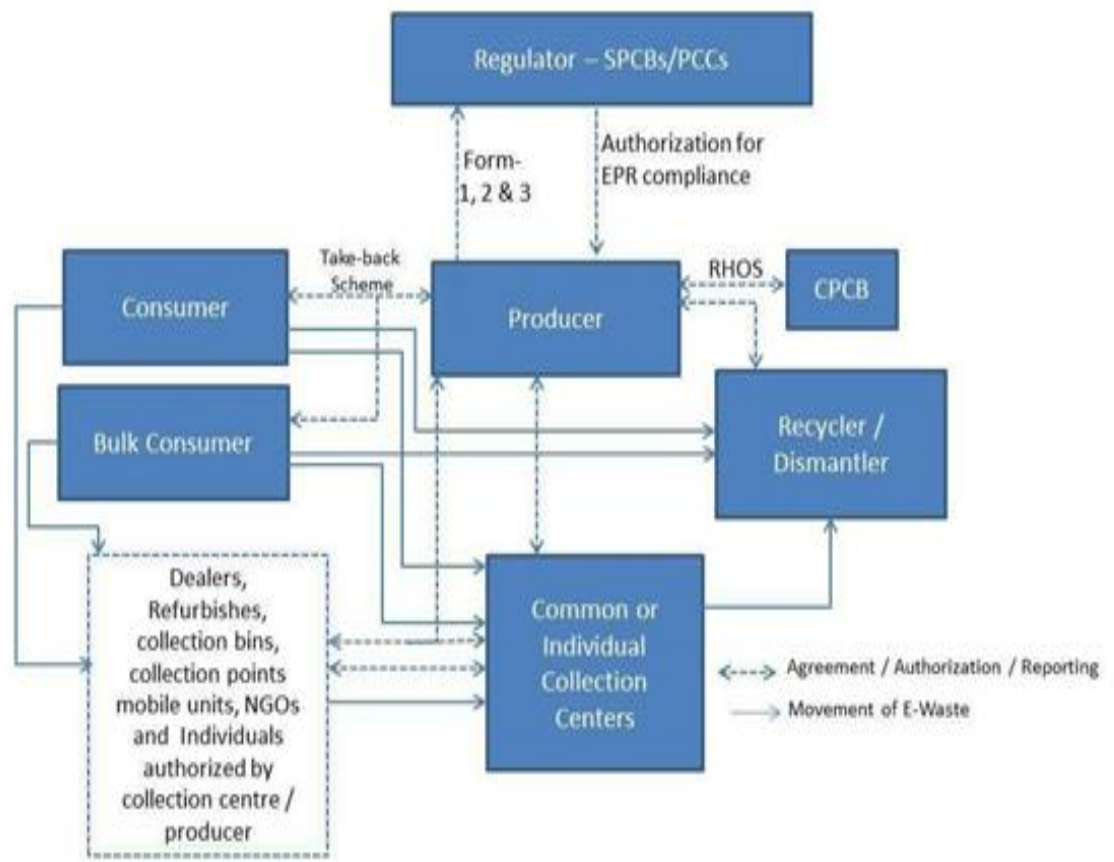 Regulator – SPCBs/PCCs
Form-
1, 2 & 3
Authorization for
EPR compliance
Consumer
Take-back
Scheme
Producer
RHOS
CPCB
Bulk Consumer
Recycler /
Dismantler
Dealers,
Refurbishes,
collection bins,
collection points
mobile units, NGOs
and Individuals
authorized by
collection centre /
producer
Common or
Individual
Collection
Centers
Agreement / Authorization / Reporting
Movement of E-Waste